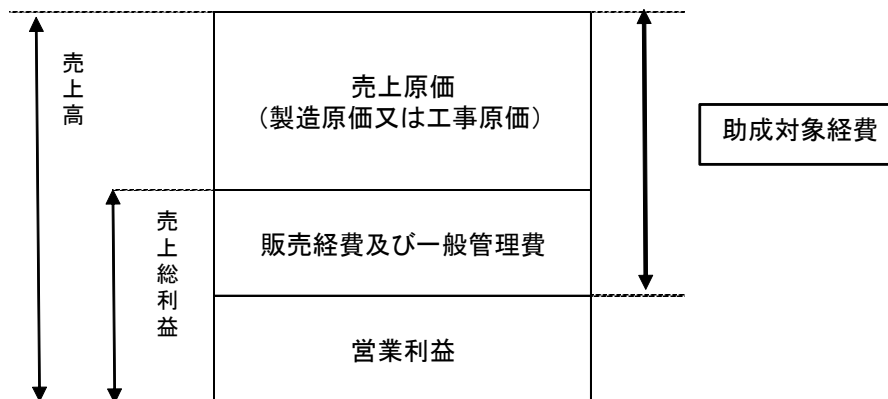 売上高
売上原価
（製造原価又は工事原価）
助成対象経費
売上総利益
販売経費及び一般管理費
営業利益